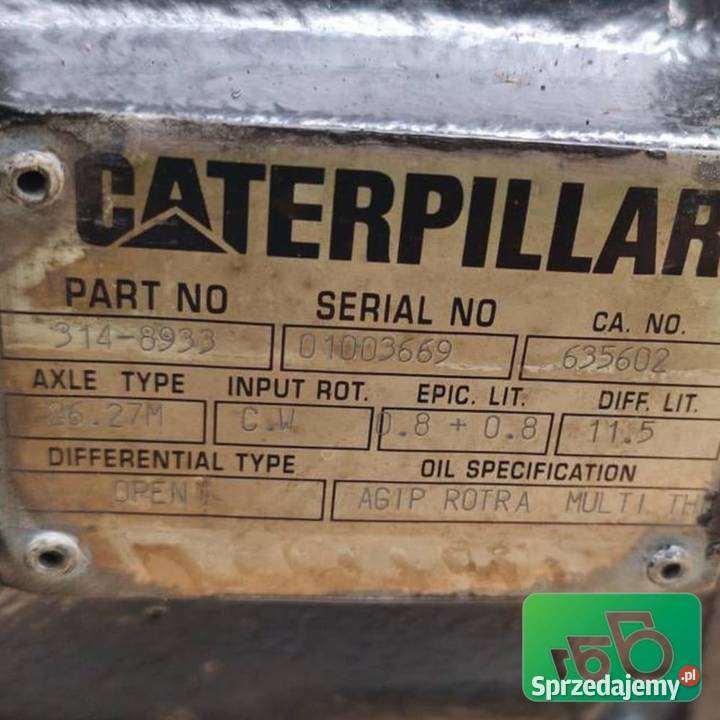 CATERPILLAR
PART NO SERIAL NO CA. NO.
314-8933 01003669 635602
AXLE TYPE INPUT ROT. EPIC. LIT. DIFF. LIT.
26.27M C.W 0.8 + 0.8 11.5
DIFFERENTIAL TYPE OIL SPECIFICATION
OPEN AGIP ROTRA MULTI TH
Sprzedajemy.pl